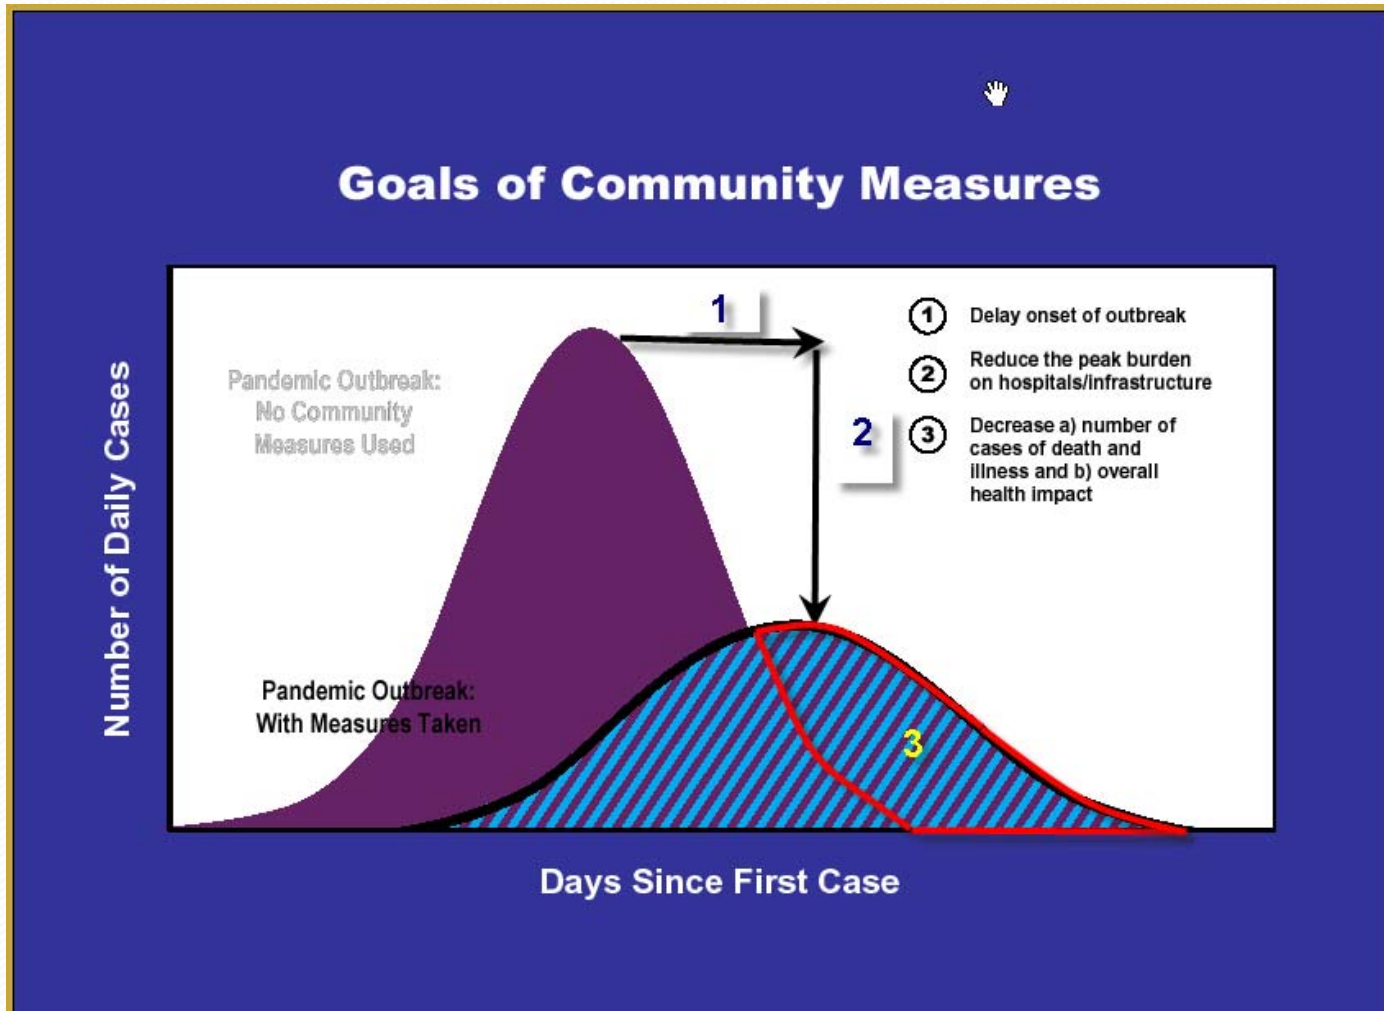 Goals of Community Measures
1
1 Delay onset of outbreak
2 Reduce the peak burden
on hospitals/infrastructure
3 Decrease a) number of
cases of death and
illness and b) overall
health impact
2
Pandemic Outbreak:
No Community
Measures Used
Number of Daily Cases
Pandemic Outbreak:
With Measures Taken
3
Days Since First Case